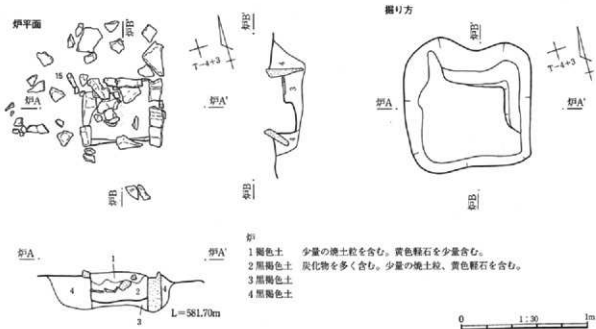 炉平面
掘り方
炉B'
炉B'
T-4+3
T-4+3
15
4
3
4
炉A
炉A'
炉A
炉A'
炉B
炉B
炉B
炉
1 褐色土 少量の焼土粒を含む。黄色軽石を少量含む。
2 黒褐色土 炭化物を多く含む。少量の焼土粒、黄色軽石を含む。
3 黒褐色土
4 黒褐色土
炉A
炉A'
1
4
2
4
3
L=581.70m
0
1:30
1m